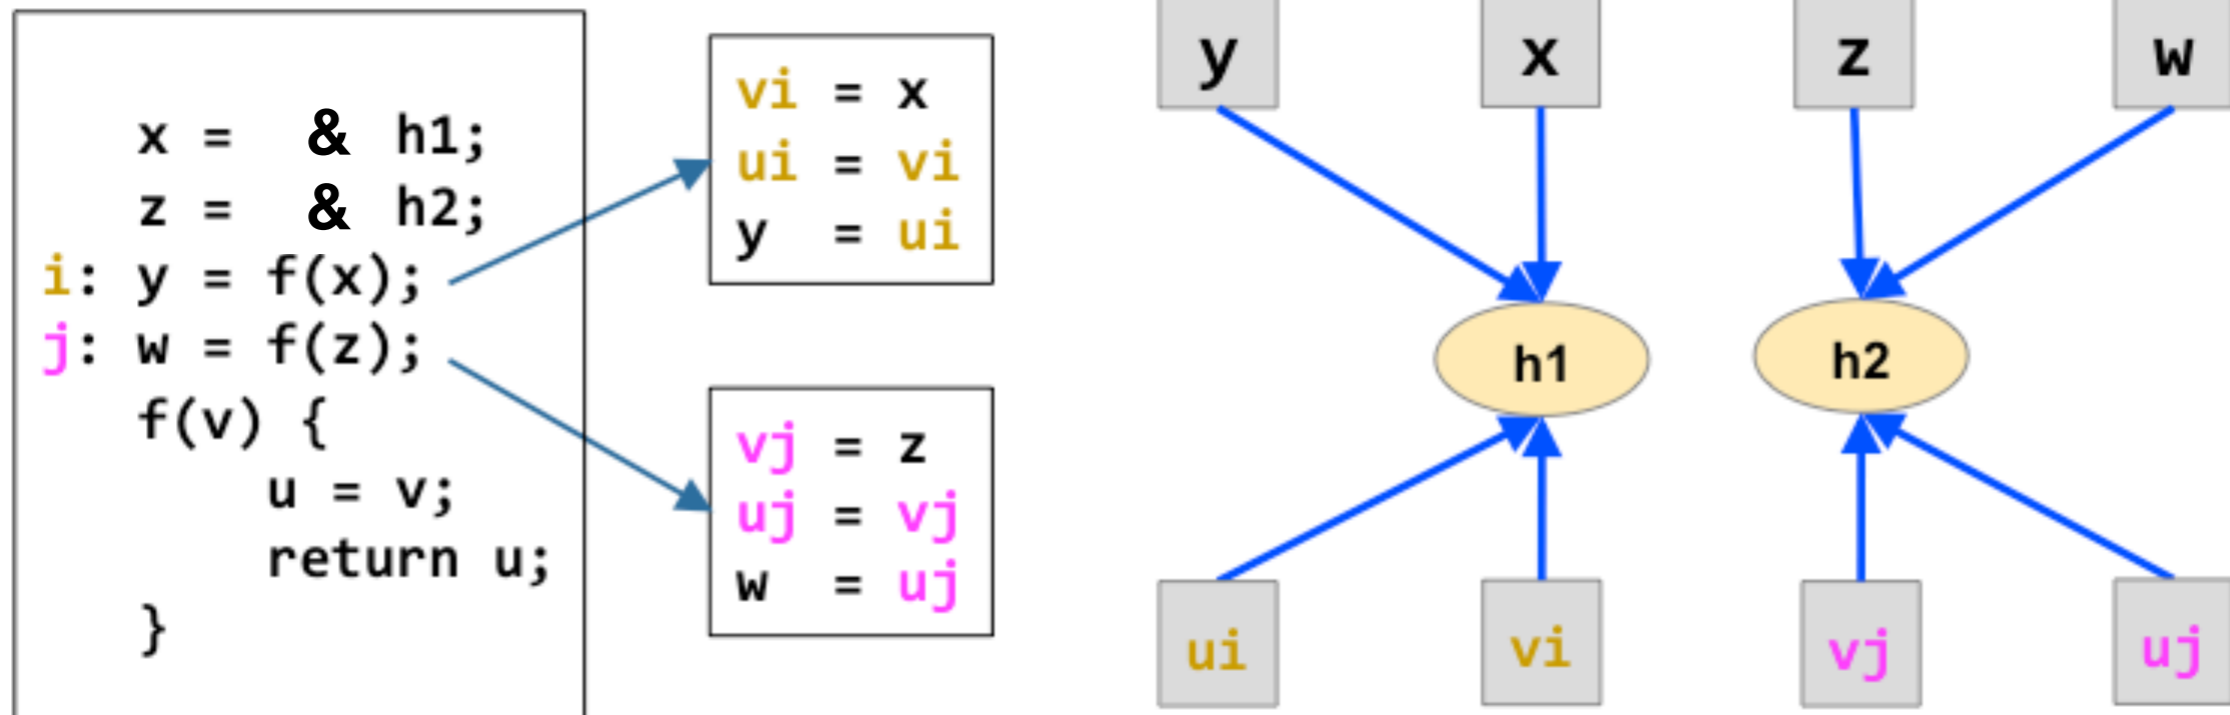 x = & h1;
z = & h2;
i: y = f(x);
j: w = f(z);
f(v) {
u = v;
return u;
}
vi = x
ui = vi
y = ui
vj = z
uj = vj
w = uj
y x z w
h1 h2
ui vi vj uj